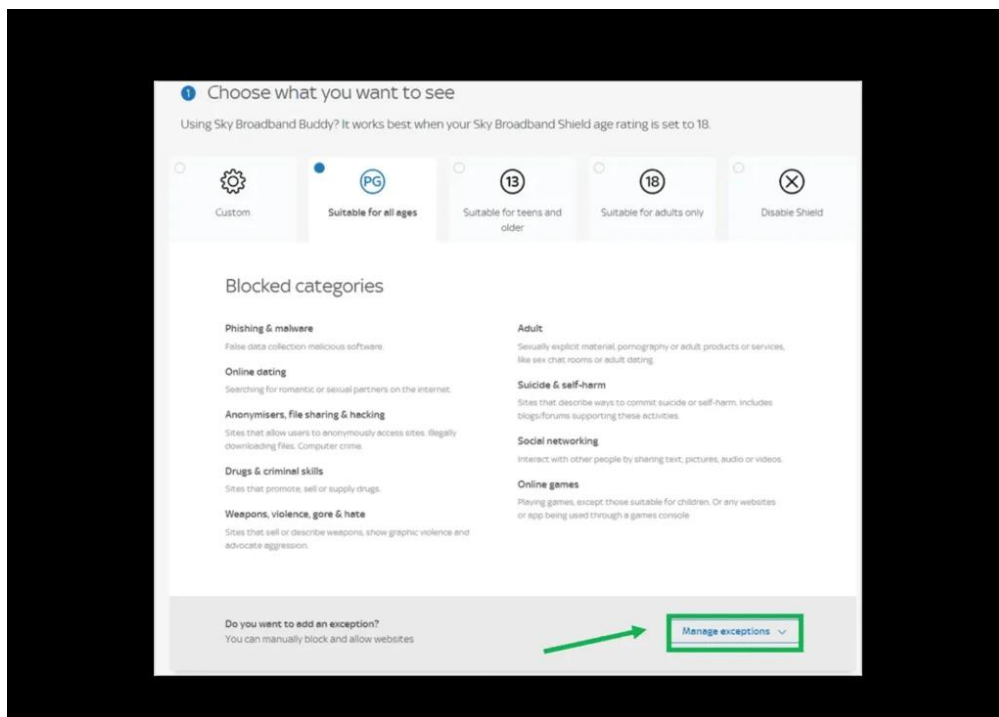 1 Choose what you want to see
Using Sky Broadband Buddy? It works best when your Sky Broadband Shield age rating is set to 18.
Custom
PG
Suitable for all ages
13
Suitable for teens and
older
18
Suitable for adults only
Disable Shield
Blocked categories
Phishing & malware
False data collection malicious software.
Online dating
Searching for romantic or sexual partners on the internet.
Anonymisers, file sharing & hacking
Sites that allow users to anonymously access sites. Illegally
downloading files. Computer crime.
Drugs & criminal skills
Sites that promote, sell or supply drugs.
Weapons, violence, gore & hate
Sites that sell or describe weapons, show graphic violence and
advocate aggression.
Adult
Sexually explicit material, pornography or adult products or services,
like sex chat rooms or adult dating.
Suicide & self-harm
Sites that describe ways to commit suicide or self-harm. Includes
blogs/forums supporting these activities.
Social networking
Interact with other people by sharing text, pictures, audio or videos.
Online games
Playing games, except those suitable for children. Or any websites
or app being used through a games console
Do you want to add an exception?
You can manually block and allow websites
Manage exceptions